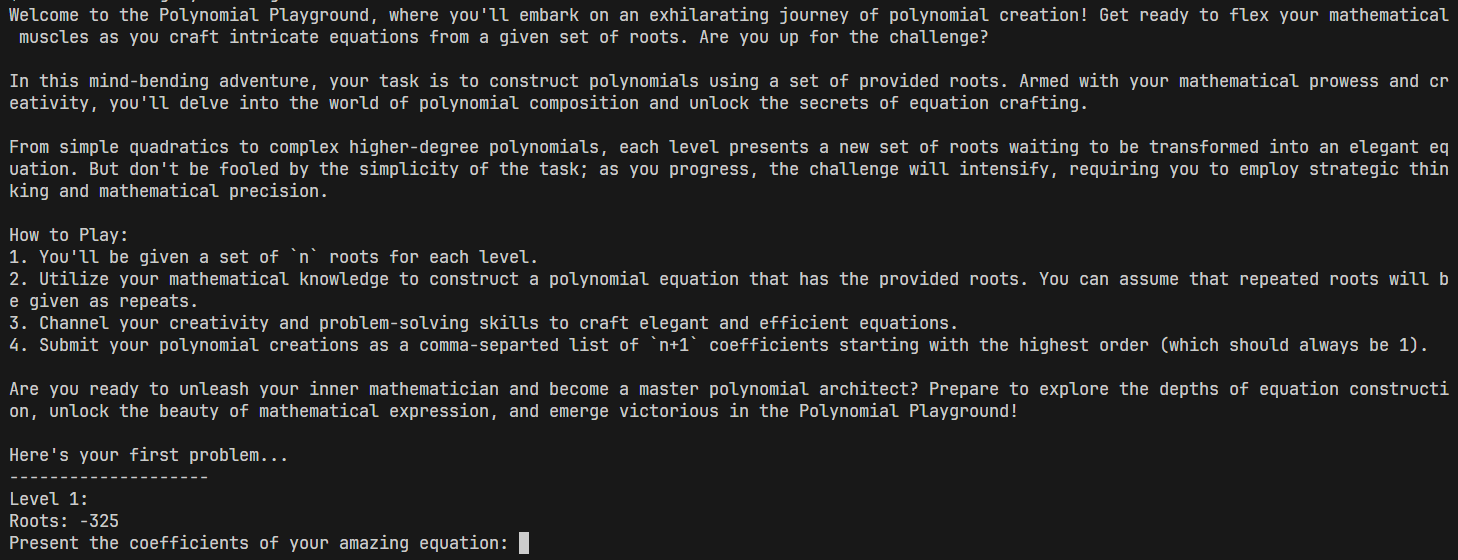 Welcome to the Polynomial Playground, where you'll embark on an exhilarating journey of polynomial creation! Get ready to flex your mathematical
 muscles as you craft intricate equations from a given set of roots. Are you up for the challenge?
In this mind-bending adventure, your task is to construct polynomials using a set of provided roots. Armed with your mathematical prowess and cr
eativity, you'll delve into the world of polynomial composition and unlock the secrets of equation crafting.
From simple quadratics to complex higher-degree polynomials, each level presents a new set of roots waiting to be transformed into an elegant eq
uation. But don't be fooled by the simplicity of the task; as you progress, the challenge will intensify, requiring you to employ strategic thin
king and mathematical precision.
How to Play:
1. You'll be given a set of `n` roots for each level.
2. Utilize your mathematical knowledge to construct a polynomial equation that has the provided roots. You can assume that repeated roots will b
e given as repeats.
3. Channel your creativity and problem-solving skills to craft elegant and efficient equations.
4. Submit your polynomial creations as a comma-separted list of `n+1` coefficients starting with the highest order (which should always be 1).
Are you ready to unleash your inner mathematician and become a master polynomial architect? Prepare to explore the depths of equation constructi
on, unlock the beauty of mathematical expression, and emerge victorious in the Polynomial Playground!
Here's your first problem...
--------------------
Level 1:
Roots: -325
Present the coefficients of your amazing equation: